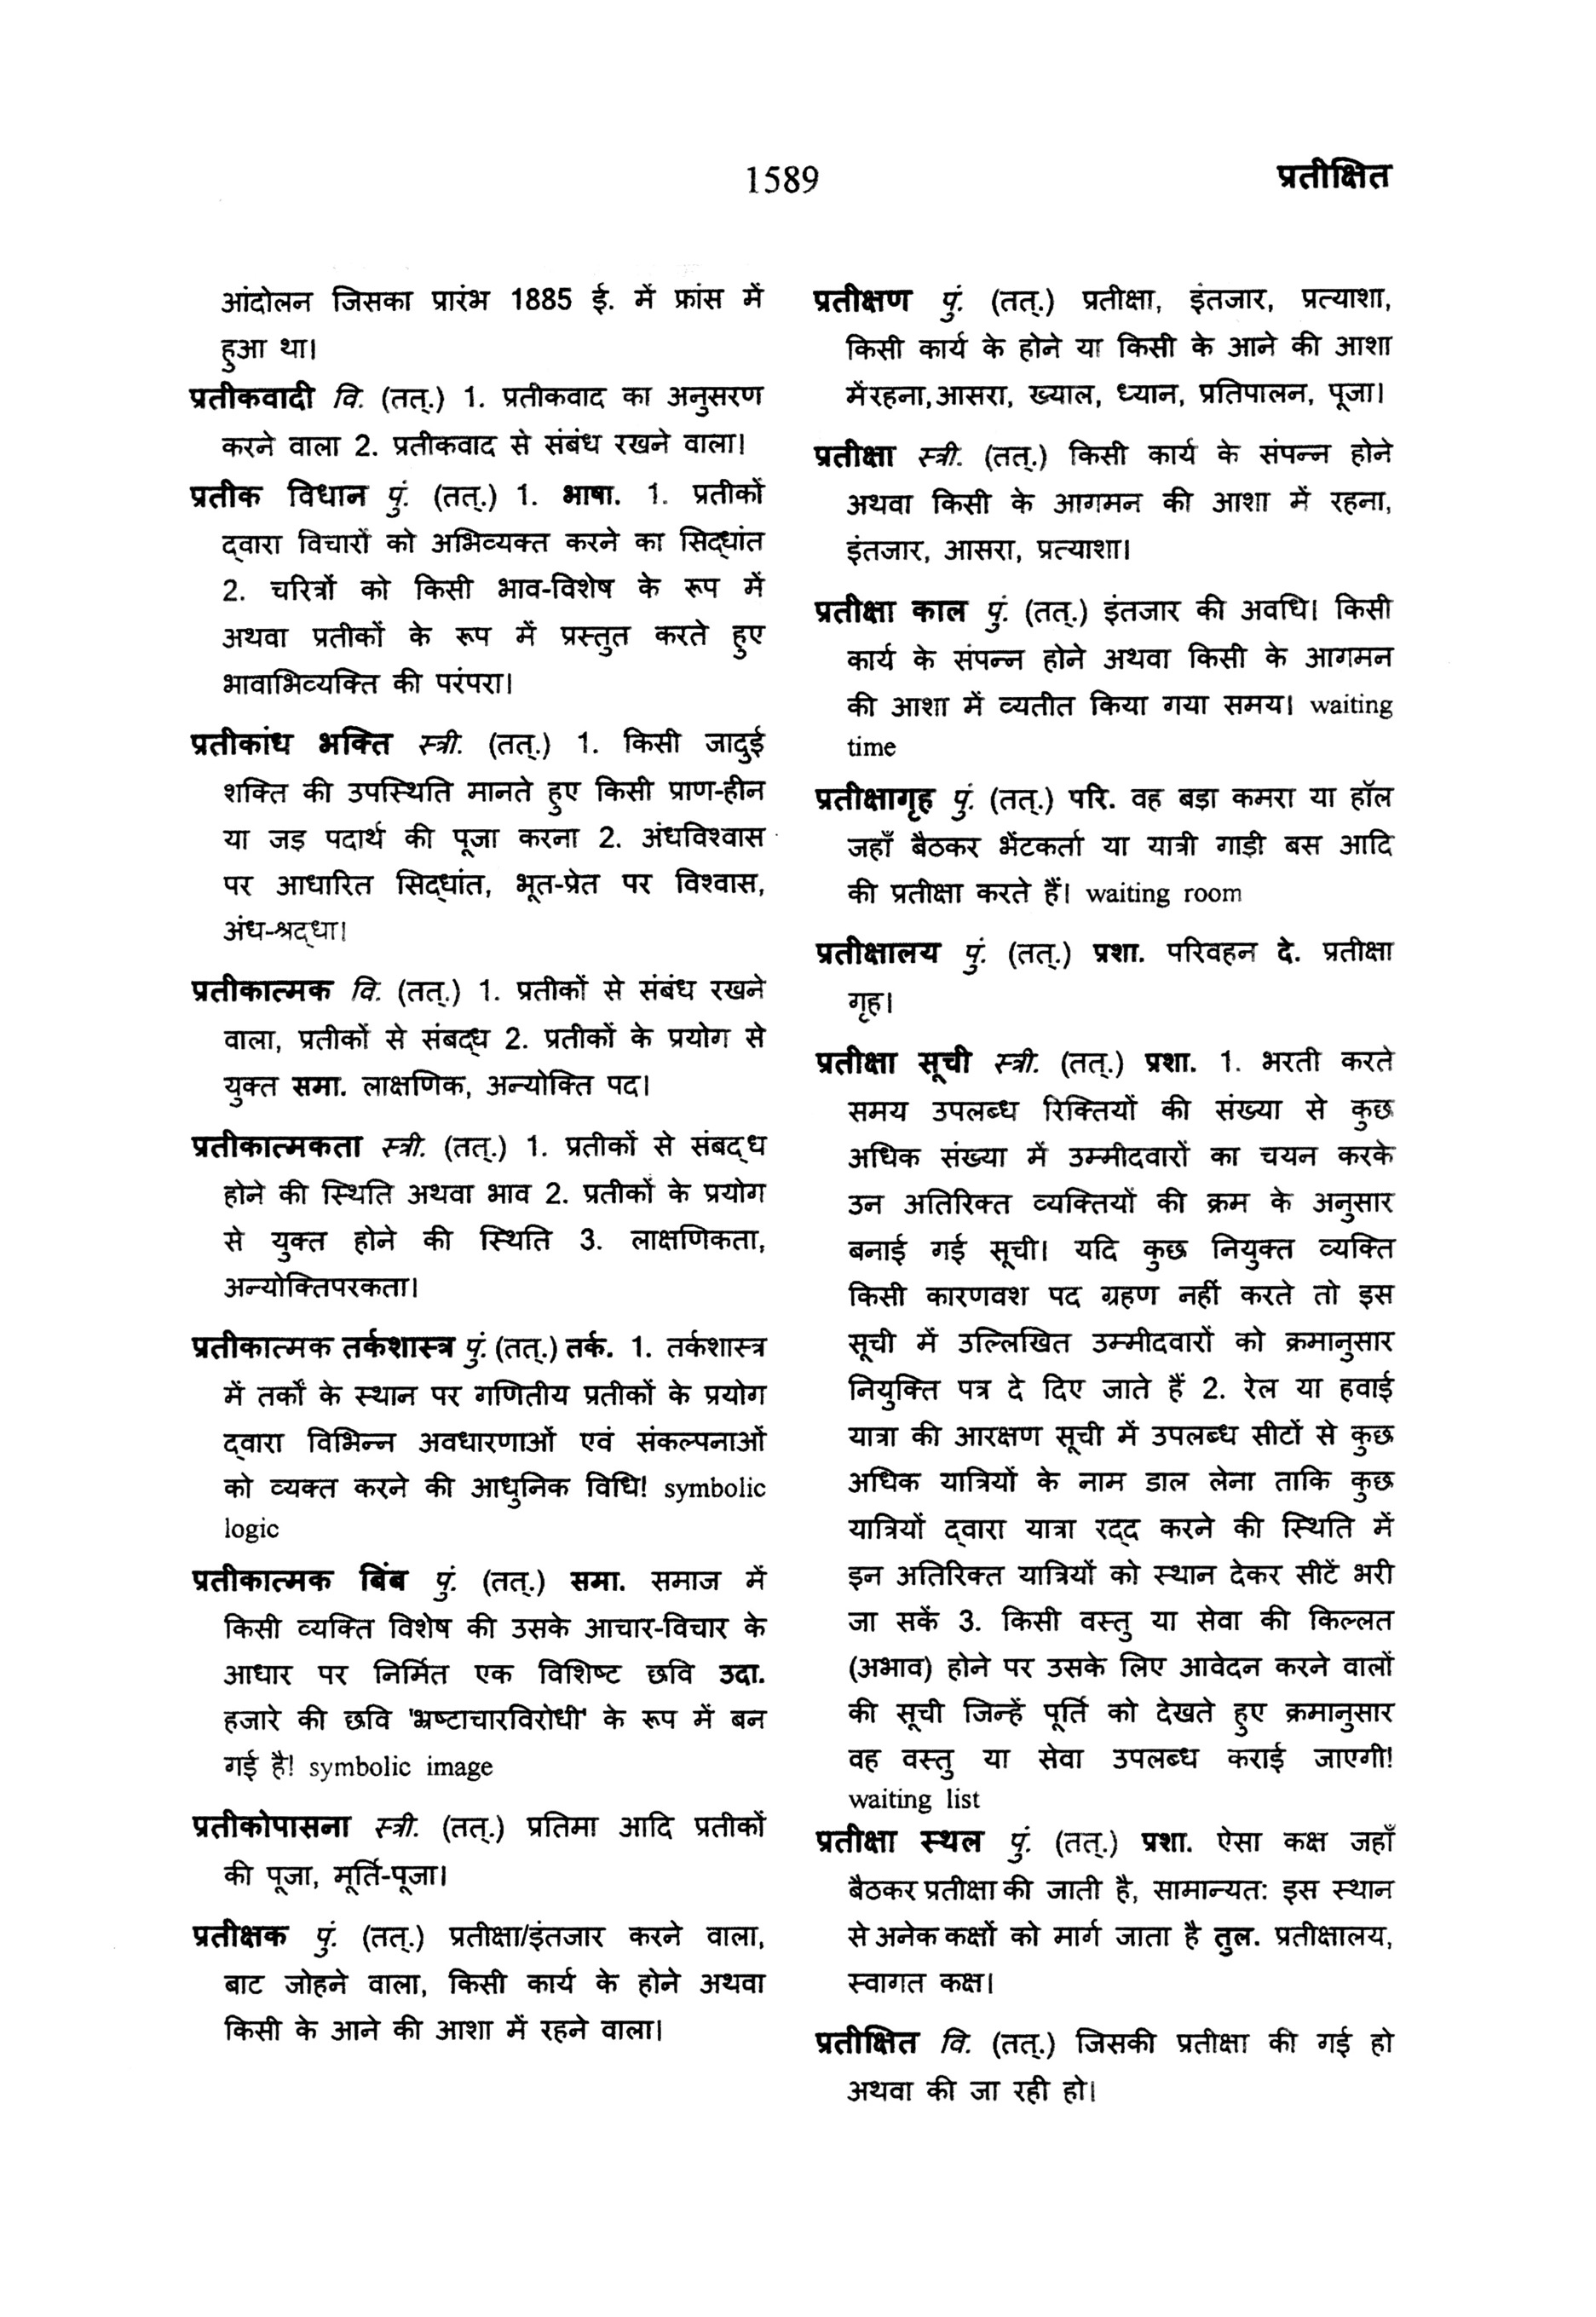 1589
प्रतीक्षित
आंदोलन जिसका प्रारंभ 1885 ई. में फ्रांस में
हुआ था।
प्रतीकवादी वि. (तत्.) 1. प्रतीकवाद का अनुसरण
करने वाला 2. प्रतीकवाद से संबंध रखने वाला।
प्रतीक विधान पुं. (तत्.) 1. भाषा. 1. प्रतीकों
द्वारा विचारों को अभिव्यक्त करने का सिद्धांत
2. चरित्रों को किसी भाव-विशेष के रूप में
अथवा प्रतीकों के रूप में प्रस्तुत करते हुए
भावाभिव्यक्ति की परंपरा।
प्रतीकांध भक्ति स्त्री. (तत्.) 1. किसी जादुई
शक्ति की उपस्थिति मानते हुए किसी प्राण-हीन
या जड़ पदार्थ की पूजा करना 2. अंधविश्वास
पर आधारित सिद्धांत, भूत-प्रेत पर विश्वास,
अंध-श्रद्धा।
प्रतीकात्मक वि. (तत्.) 1. प्रतीकों से संबंध रखने
वाला, प्रतीकों से संबद्ध 2. प्रतीकों के प्रयोग से
युक्त समा. लाक्षणिक, अन्योक्ति पद।
प्रतीकात्मकता स्त्री. (तत्.) 1. प्रतीकों से संबद्ध
होने की स्थिति अथवा भाव 2. प्रतीकों के प्रयोग
से युक्त होने की स्थिति 3. लाक्षणिकता,
अन्योक्तिपरकता।
प्रतीकात्मक तर्कशास्त्र पुं. (तत्.) तर्क. 1. तर्कशास्त्र
में तर्कों के स्थान पर गणितीय प्रतीकों के प्रयोग
द्वारा विभिन्न अवधारणाओं एवं संकल्पनाओं
को व्यक्त करने की आधुनिक विधि! symbolic
logic
प्रतीकात्मक बिंब पुं. (तत्.) समा. समाज में
किसी व्यक्ति विशेष की उसके आचार-विचार के
आधार पर निर्मित एक विशिष्ट छवि उदा.
हजारे की छवि 'भ्रष्टाचारविरोधी' के रूप में बन
गई है! symbolic image
प्रतीकोपासना स्त्री. (तत्.) प्रतिमा आदि प्रतीकों
की पूजा, मूर्ति-पूजा।
प्रतीक्षक पुं. (तत्.) प्रतीक्षा/इंतजार करने वाला,
बाट जोहने वाला, किसी कार्य के होने अथवा
किसी के आने की आशा में रहने वाला।
प्रतीक्षण पुं. (तत्.) प्रतीक्षा, इंतजार, प्रत्याशा,
किसी कार्य के होने या किसी के आने की आशा
में रहना, आसरा, ख्याल, ध्यान, प्रतिपालन, पूजा।
प्रतीक्षा स्त्री. (तत्.) किसी कार्य के संपन्न होने
अथवा किसी के आगमन की आशा में रहना,
इंतजार, आसरा, प्रत्याशा।
प्रतीक्षा काल पुं. (तत्.) इंतजार की अवधि। किसी
कार्य के संपन्न होने अथवा किसी के आगमन
की आशा में व्यतीत किया गया समय। waiting
time
प्रतीक्षागृह पुं. (तत्.) परि. वह बड़ा कमरा या हॉल
जहाँ बैठकर भेंटकर्ता या यात्री गाड़ी बस आदि
की प्रतीक्षा करते हैं। waiting room
प्रतीक्षालय पुं. (तत्.) प्रशा. परिवहन दे. प्रतीक्षा
गृह।
प्रतीक्षा सूची स्त्री. (तत्.) प्रशा. 1. भरती करते
समय उपलब्ध रिक्तियों की संख्या से कुछ
अधिक संख्या में उम्मीदवारों का चयन करके
उन अतिरिक्त व्यक्तियों की क्रम के अनुसार
बनाई गई सूची। यदि कुछ नियुक्त व्यक्ति
किसी कारणवश पद ग्रहण नहीं करते तो इस
सूची में उल्लिखित उम्मीदवारों को क्रमानुसार
नियुक्ति पत्र दे दिए जाते हैं 2. रेल या हवाई
यात्रा की आरक्षण सूची में उपलब्ध सीटों से कुछ
अधिक यात्रियों के नाम डाल लेना ताकि कुछ
यात्रियों द्वारा यात्रा रद्द करने की स्थिति में
इन अतिरिक्त यात्रियों को स्थान देकर सीटें भरी
जा सकें 3. किसी वस्तु या सेवा की किल्लत
(अभाव) होने पर उसके लिए आवेदन करने वालों
की सूची जिन्हें पूर्ति को देखते हुए क्रमानुसार
वह वस्तु या सेवा उपलब्ध कराई जाएगी!
waiting list
प्रतीक्षा स्थल पुं. (तत्.) प्रशा. ऐसा कक्ष जहाँ
बैठकर प्रतीक्षा की जाती है, सामान्यत: इस स्थान
से अनेक कक्षों को मार्ग जाता है तुल. प्रतीक्षालय,
स्वागत कक्ष।
प्रतीक्षित वि. (तत्.) जिसकी प्रतीक्षा की गई हो
अथवा की जा रही हो।